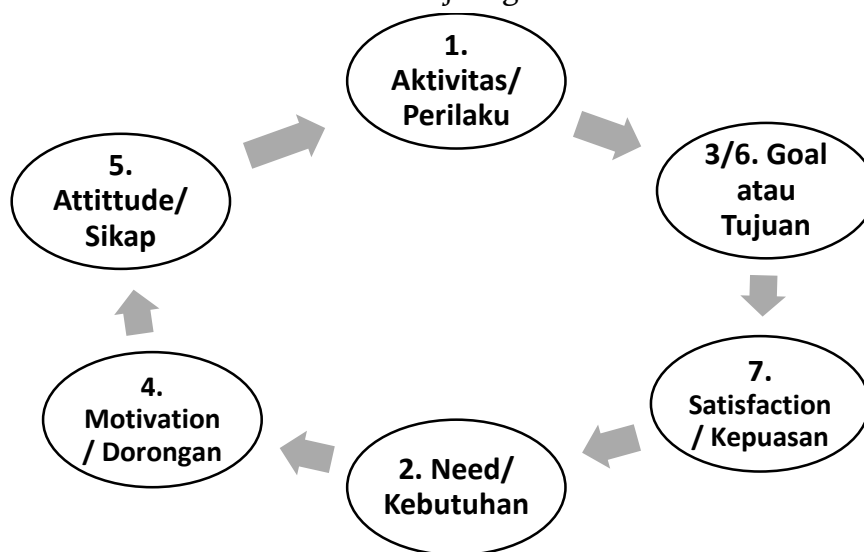 1.
Aktivitas/
Perilaku
3/6. Goal
atau
Tujuan
7.
Satisfaction
/ Kepuasan
2. Need/
Kebutuhan
4.
Motivation
/ Dorongan
5.
Attittude/
Sikap